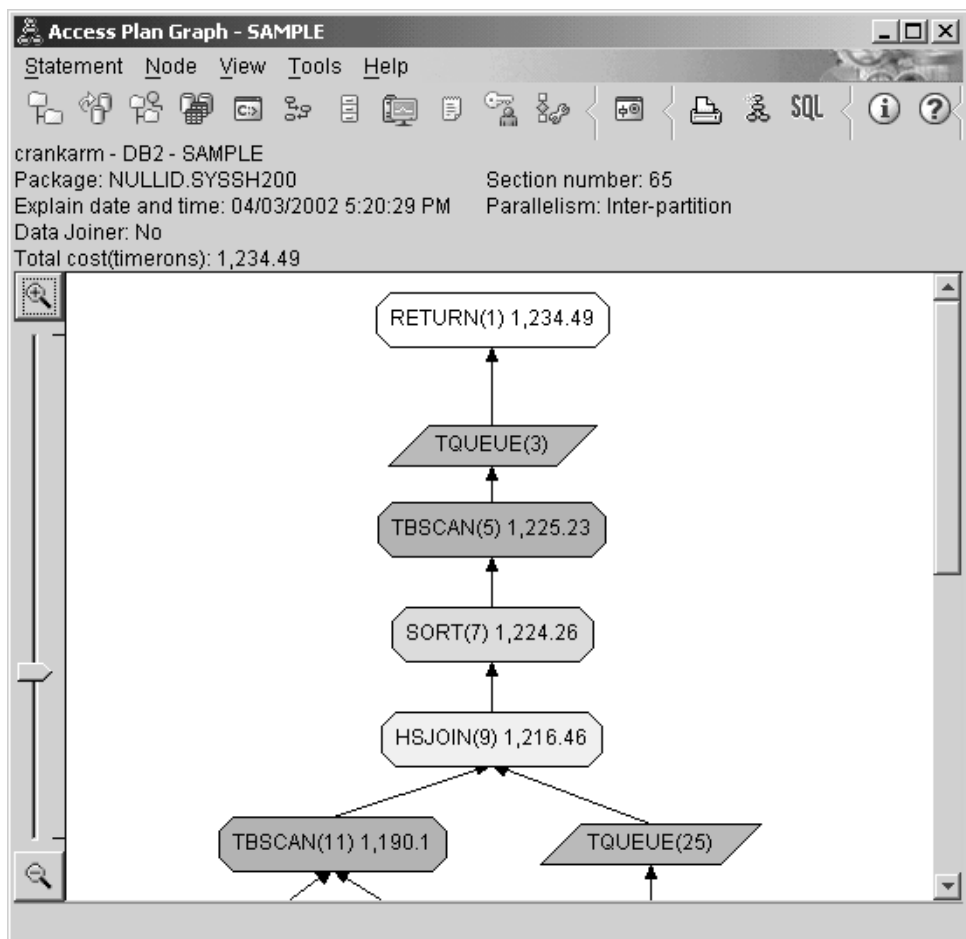 Access Plan Graph - SAMPLE
Statement Node View Tools Help
SQL
crankarm - DB2 - SAMPLE
Package: NULLID.SYSSH200 Section number: 65
Explain date and time: 04/03/2002 5:20:29 PM Parallelism: Inter-partition
Data Joiner: No
Total cost(timerons): 1,234.49
RETURN(1) 1,234.49
TQUEUE(3)
TBSCAN(5) 1,225.23
SORT(7) 1,224.26
HSJOIN(9) 1,216.46
TBSCAN(11) 1,190.1 TQUEUE(25)